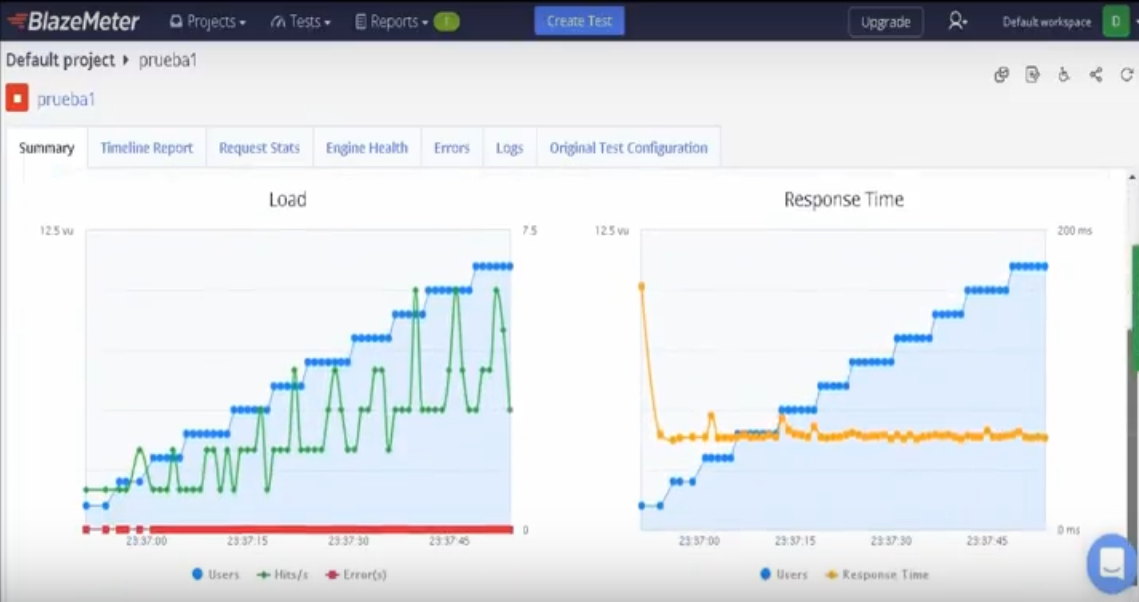 BlazeMeter Projects Tests Reports Create Test Upgrade Default workspace D
Default project prueba1
prueba1
Summary Timeline Report Request Stats Engine Health Errors Logs Original Test Configuration
Load
12.5 vu 7.5
0
23:37:00 23:37:15 23:37:30 23:37:45
Users Hits/s Error(s)
Response Time
12.5 vu 200 ms
0 ms
23:37:00 23:37:15 23:37:30 23:37:45
Users Response Time